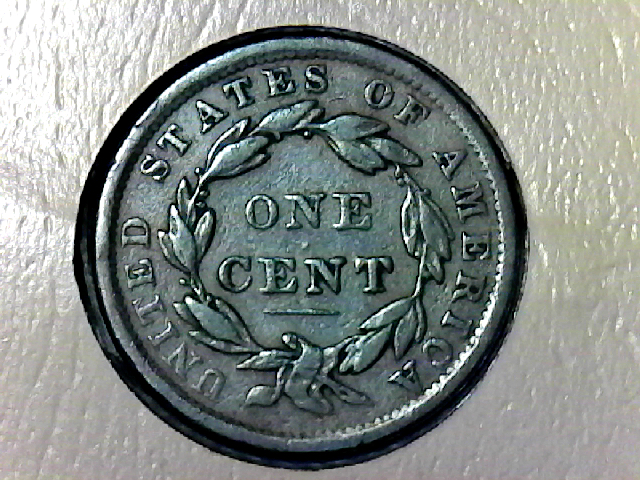 UNITED STATES OF AMERICA
ONE
CENT